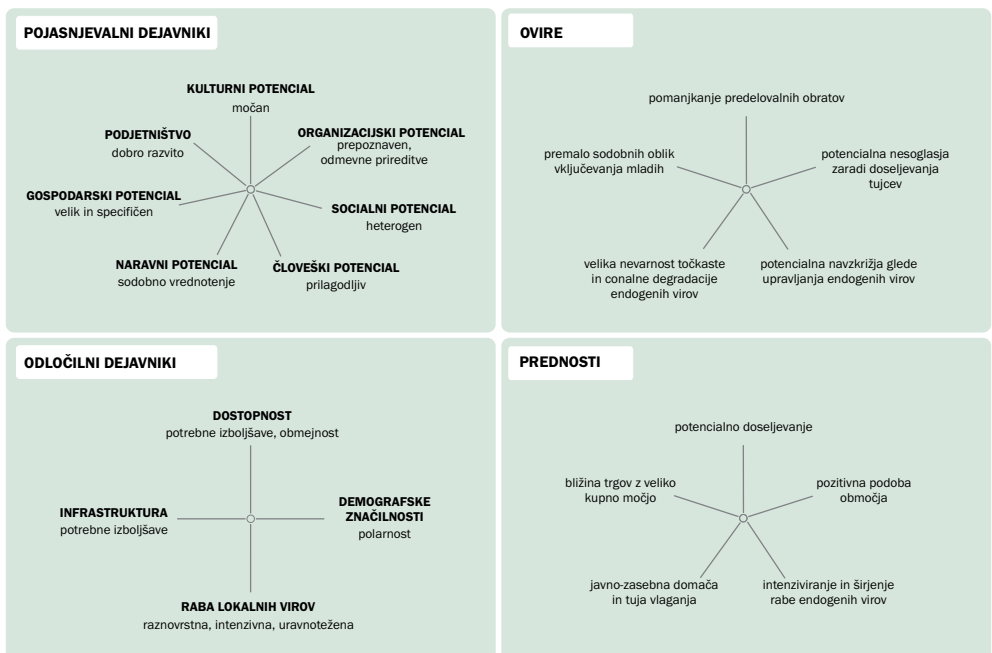 POJASNJEVALNI DEJAVNIKI
KULTURNI POTENCIAL
močan
PODJETNIŠTVO
dobro razvito
ORGANIZACIJSKI POTENCIAL
prepoznaven,
odmevne prireditve
GOSPODARSKI POTENCIAL
velik in specifičen
SOCIALNI POTENCIAL
heterogen
NARAVNI POTENCIAL
sodobno vrednotenje
ČLOVEŠKI POTENCIAL
prilagodljiv
OVIRE
pomanjkanje predelovalnih obratov
premalo sodobnih oblik
vključevanja mladih
potencialna nesoglasja
zaradi doseljevanja
tujcev
velika nevarnost točkaste
in conalne degradacije
endogenih virov
potencialna navzkrižja glede
upravljanja endogenih virov
ODLOČILNI DEJAVNIKI
DOSTOPNOST
potrebne izboljšave, obmejnost
INFRASTRUKTURA
potrebne izboljšave
DEMOGRAFSKE
ZNAČILNOSTI
polarnost
RABA LOKALNIH VIROV
raznovrstna, intenzivna, uravnotežena
PREDNOSTI
potencialno doseljevanje
bližina trgov z veliko
kupno močjo
pozitivna podoba
območja
javno-zasebna domača
in tuja vlaganja
intenziviranje in širjenje
rabe endogenih virov